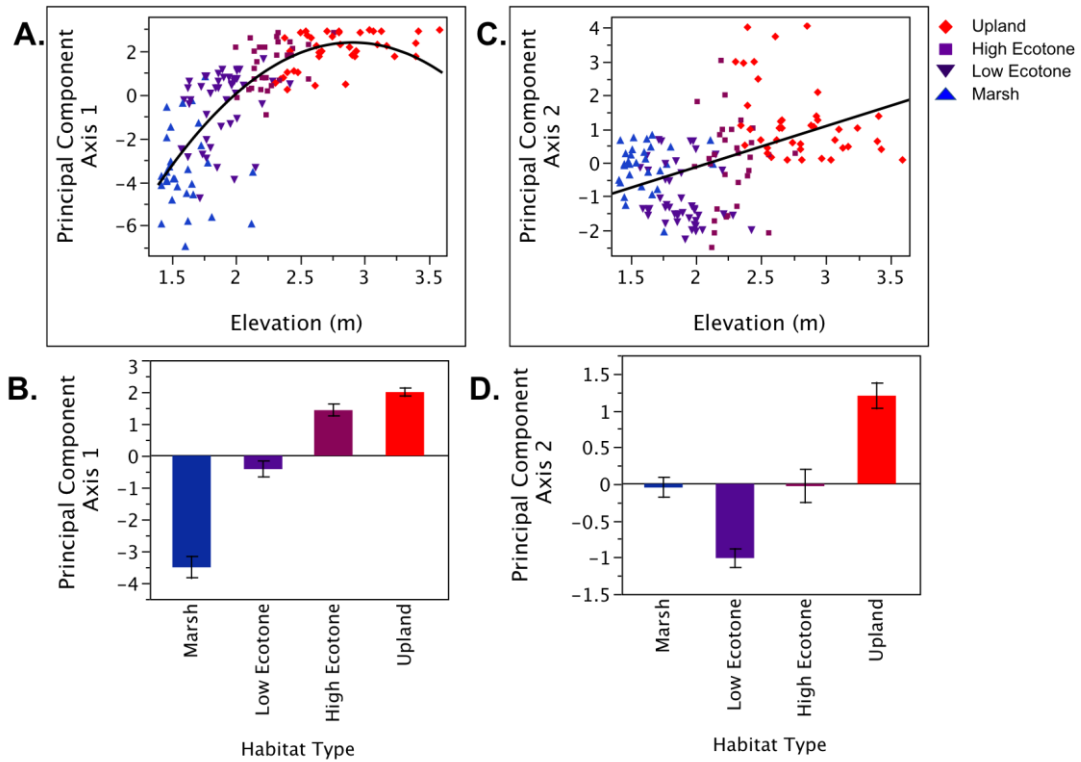 A.
Principal Component
Axis 1
2
0
−2
−4
−6
1.5
2
2.5
3
3.5
Elevation (m)
C.
Principal Component
Axis 2
4
3
2
1
0
−1
−2
1.5
2
2.5
3
3.5
Elevation (m)
Upland
High Ecotone
Low Ecotone
Marsh
B.
Principal Component
Axis 1
3
2
1
0
−1
−2
−3
−4
Marsh
Low Ecotone
High Ecotone
Upland
Habitat Type
D.
Principal Component
Axis 2
1.5
1
0.5
0
−0.5
−1
−1.5
Marsh
Low Ecotone
High Ecotone
Upland
Habitat Type